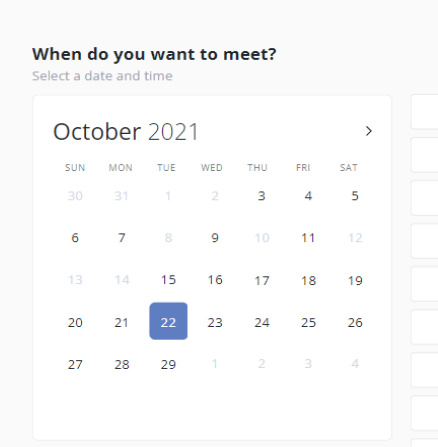 When do you want to meet?
Select a date and time
October 2021 >
SUN MON TUE WED THU FRI SAT
30 31 1 2 3 4 5
6 7 8 9 10 11 12
13 14 15 16 17 18 19
20 21 22 23 24 25 26
27 28 29 1 2 3 4